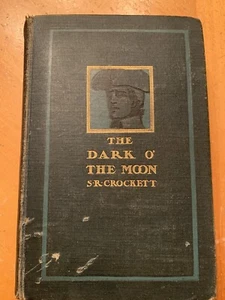 THE
DARK O'
THE MOON
S·R·CROCKETT